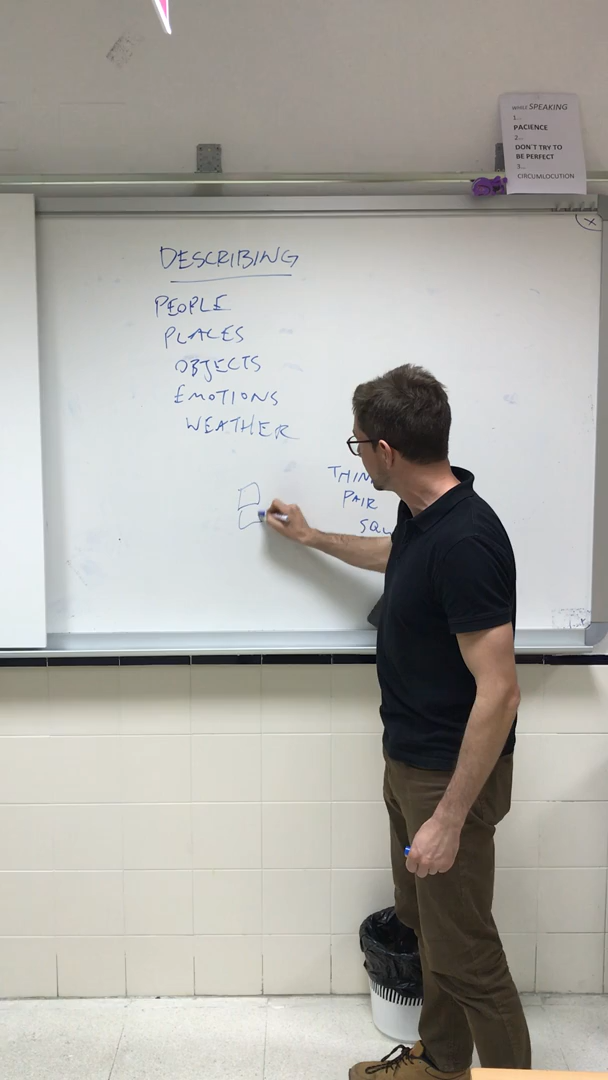 WHILE SPEAKING
1...
PACIENCE
2...
DON'T TRY TO
BE PERFECT
3...
CIRCUMLOCUTION
DESCRIBING
PEOPLE
PLACES
OBJECTS
EMOTIONS
WEATHER
THIN
PAIR
SQU